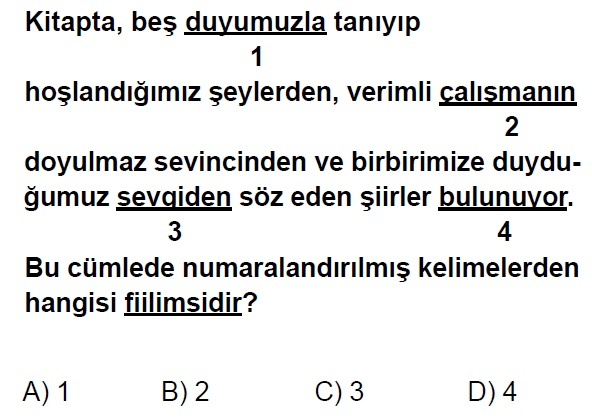 Kitapta, beş duyumuzla tanıyıp
1
hoşlandığımız şeylerden, verimli çalışmanın
2
doyulmaz sevincinden ve birbirimize duydu-
ğumuz sevgiden söz eden şiirler bulunuyor.
3 4
Bu cümlede numaralandırılmış kelimelerden
hangisi fiilimsidir?
A) 1 B) 2 C) 3 D) 4